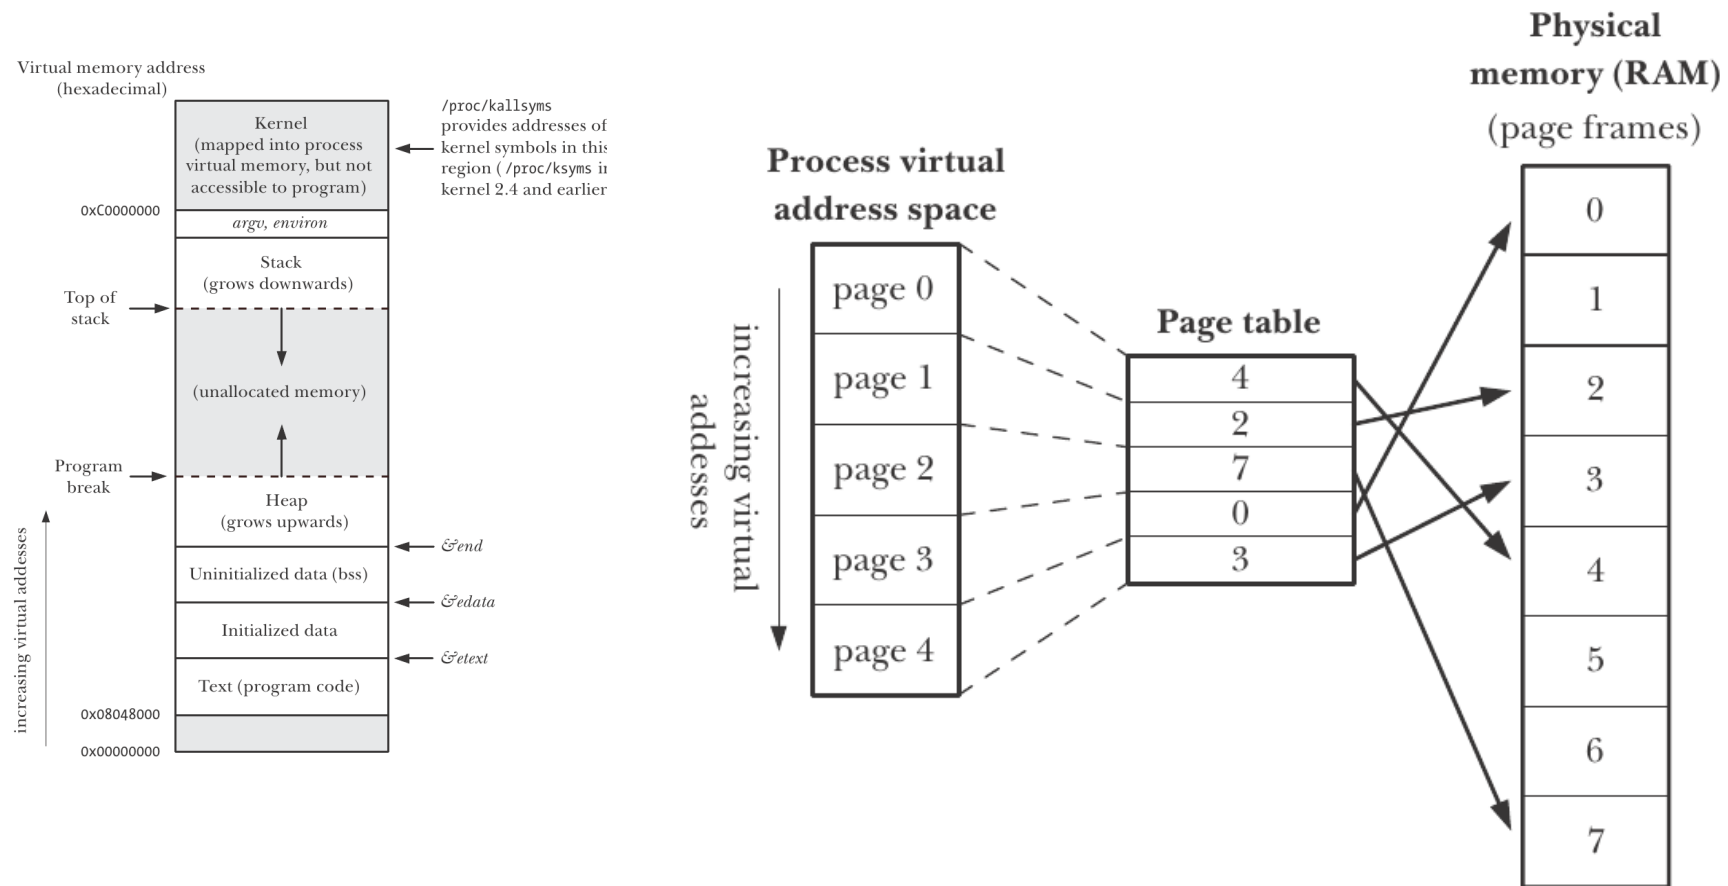 Virtual memory address
(hexadecimal)
Kernel
(mapped into process
virtual memory, but not
accessible to program)
/proc/kallsyms
provides addresses of
kernel symbols in this
region (/proc/ksyms
kernel 2.4 and earlier
0xC0000000
argv, environ
Stack
(grows downwards)
Top of
stack
(unallocated memory)
Program
break
Heap
(grows upwards)
&end
Uninitialized data (bss)
&edata
Initialized data
&etext
Text (program code)
0x08048000
0x00000000
increasing virtual addesses
Process virtual
address space
page 0
page 1
page 2
page 3
page 4
increasing virtual
addesses
Page table
4
2
7
0
3
Physical
memory (RAM)
(page frames)
0
1
2
3
4
5
6
7